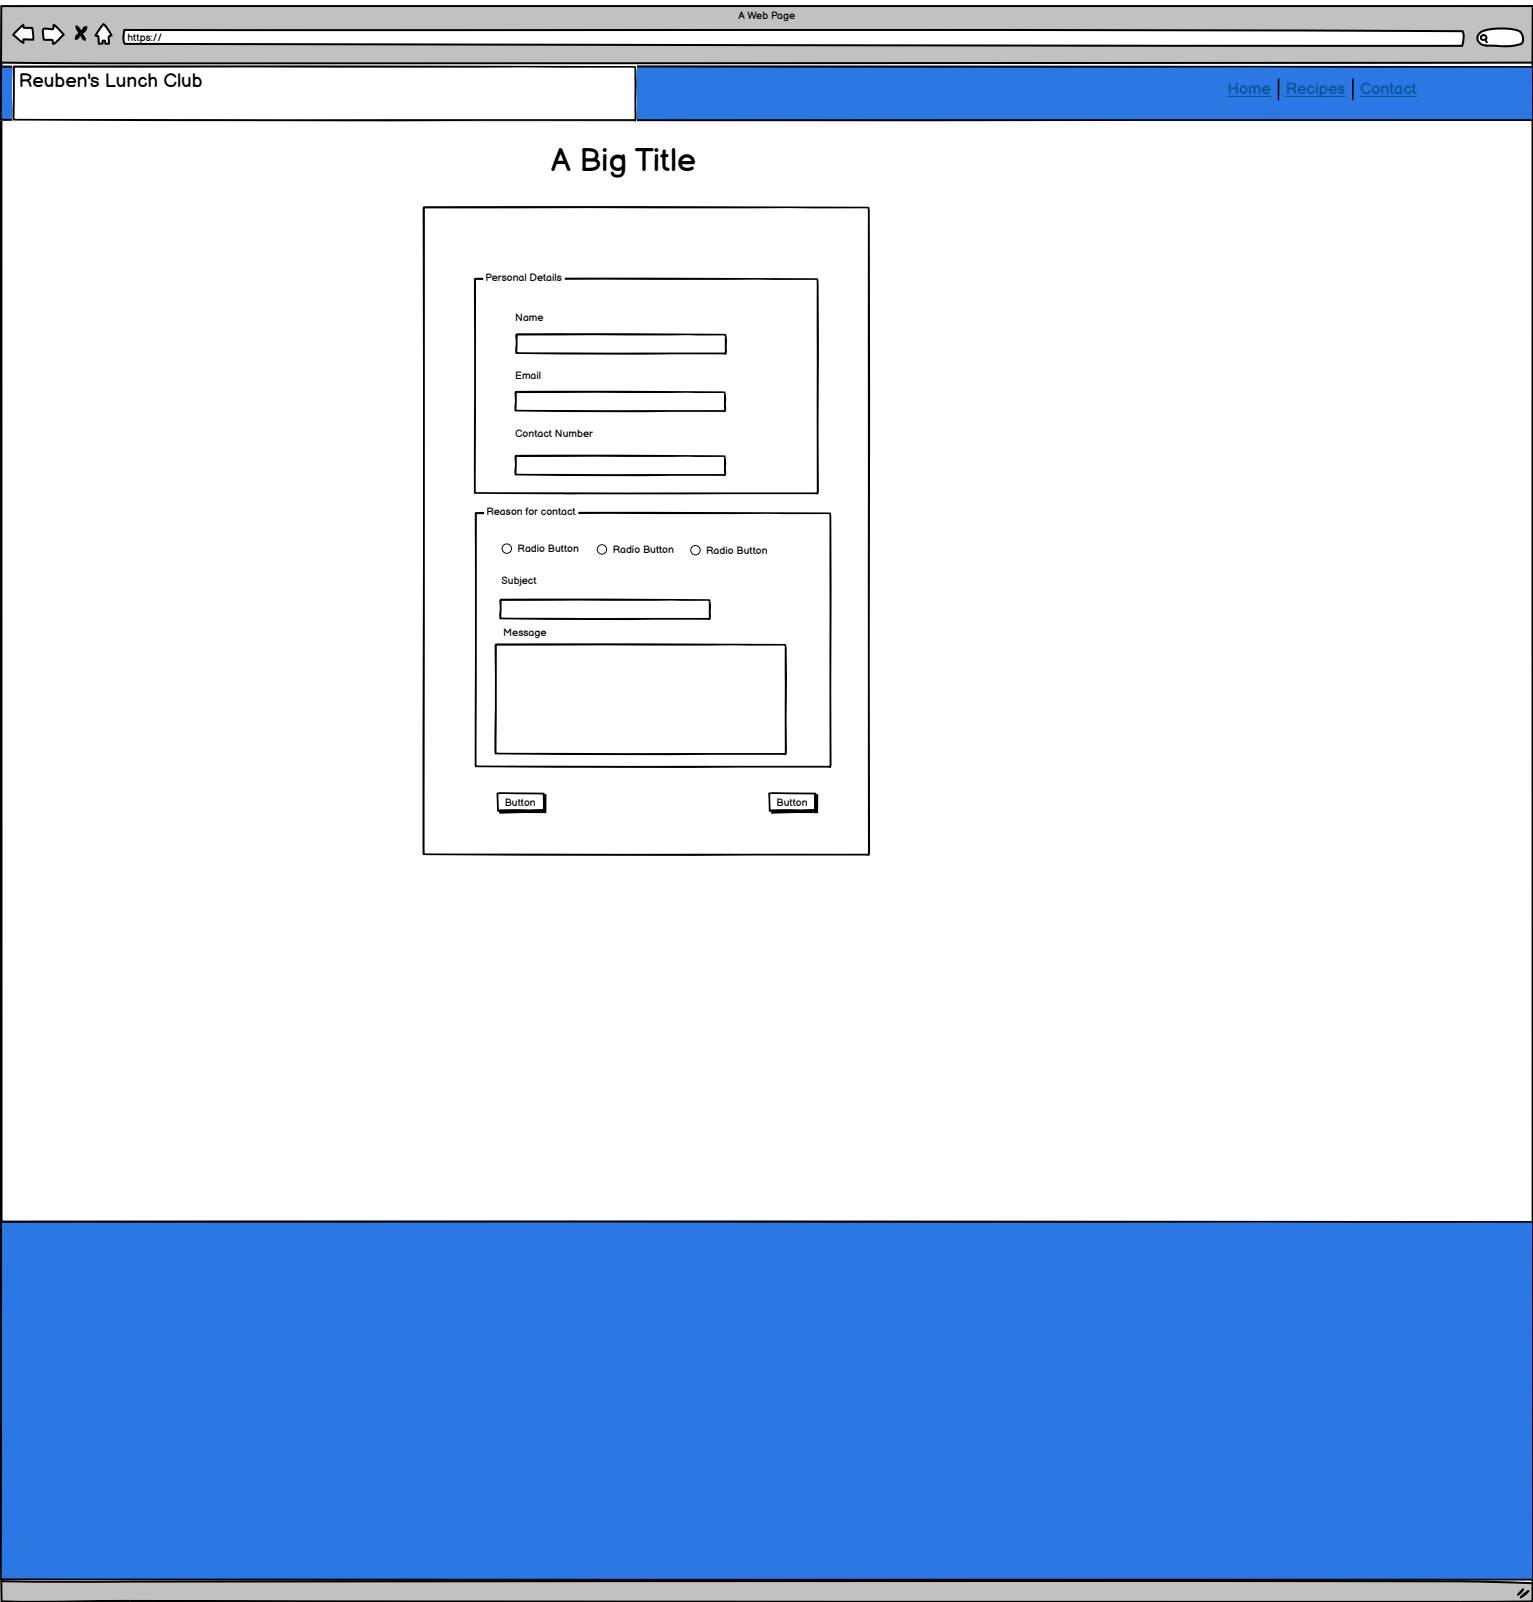 A Web Page
https://
Reuben's Lunch Club
Home Recipes Contact
A Big Title
Personal Details
Name
Email
Contact Number
Reason for contact
Radio Button Radio Button Radio Button
Subject
Message
Button Button